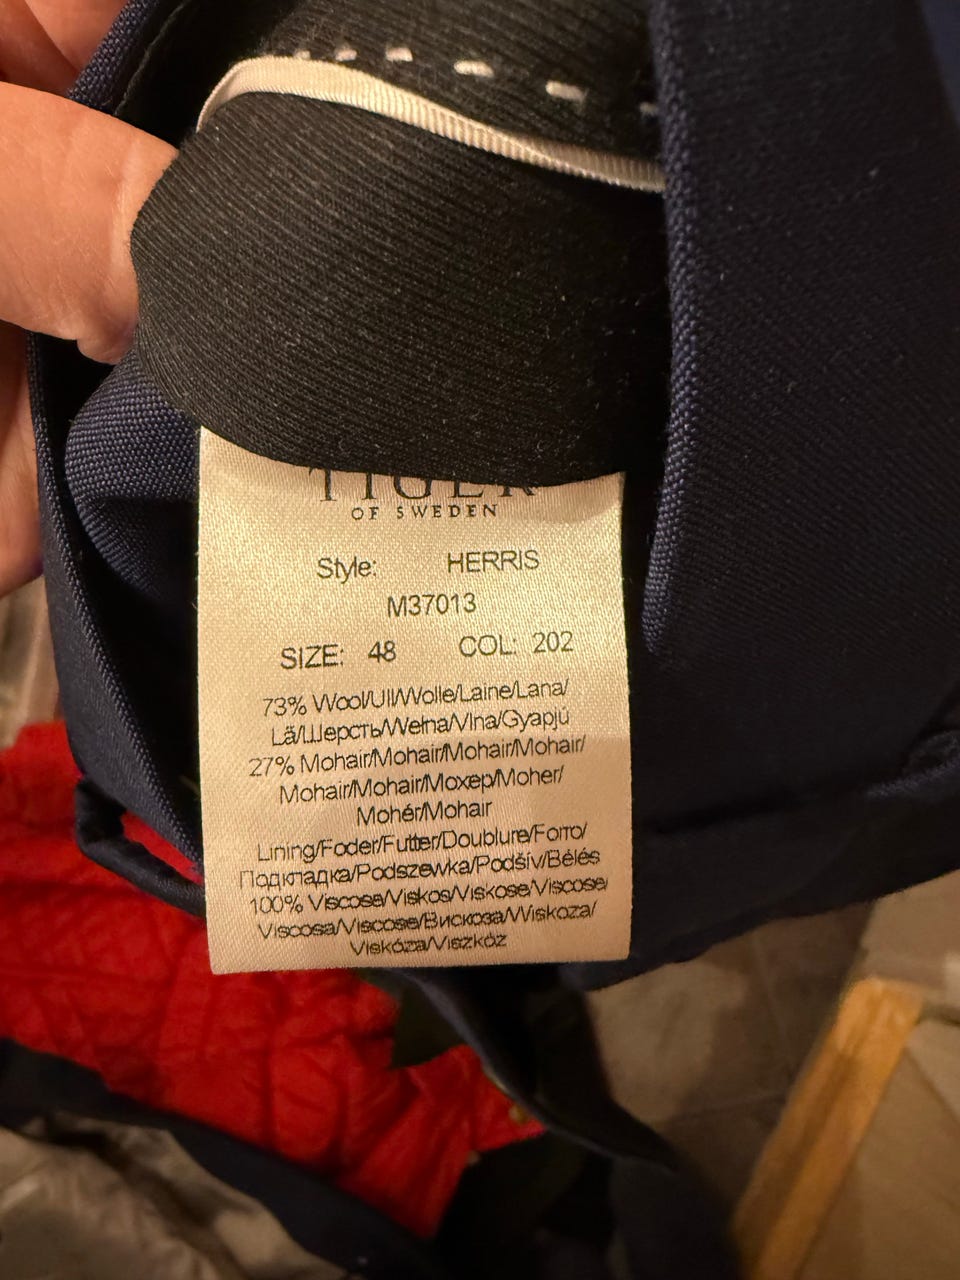 TIGER
OF SWEDEN
Style: HERRIS
M37013
SIZE: 48 COL: 202
73% Wool/Ull/Wolle/Laine/Lana/
Lã/Шерсть/Wełna/Vlna/Gyapjú
27% Mohair/Mohair/Mohair/Mohair/
Mohair/Mohair/Moxep/Moher/
Mohér/Mohair
Lining/Foder/Futter/Doublure/Forro/
Подкладка/Podszewka/Podšív/Bélés
100% Viscose/Viskos/Viskose/Viscose/
Viscosa/Viscose/Вискоза/Wiskoza/
Viskóza/Viszkóz